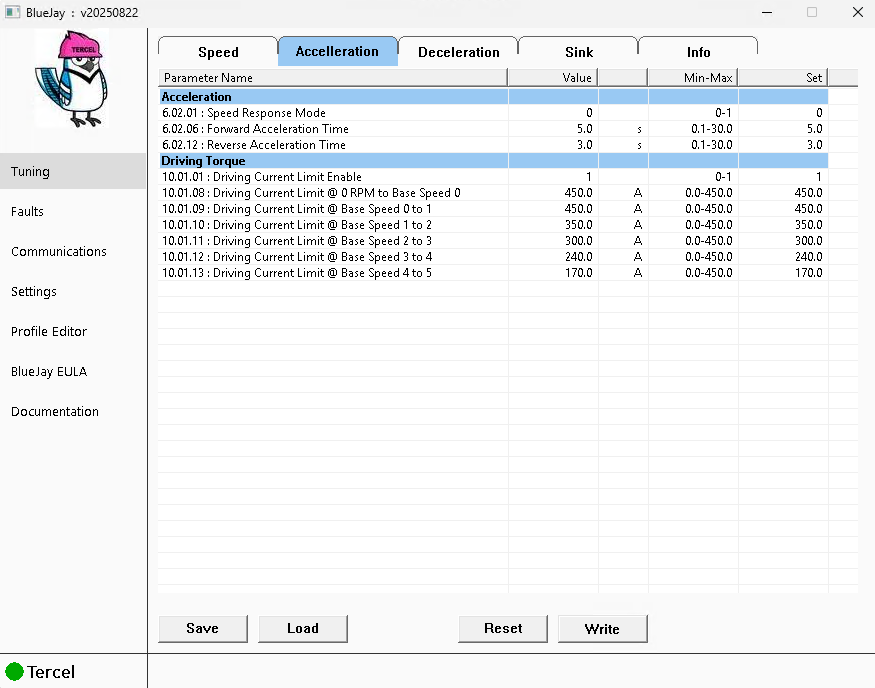 BlueJay : v20250822
TERCEL
Speed Accelleration Deceleration Sink Info
Parameter Name Value Min-Max Set
Acceleration
6.02.01 : Speed Response Mode 0 0-1 0
6.02.06 : Forward Acceleration Time 5.0 s 0.1-30.0 5.0
6.02.12 : Reverse Acceleration Time 3.0 s 0.1-30.0 3.0
Driving Torque
10.01.01 : Driving Current Limit Enable 1 0-1 1
10.01.08 : Driving Current Limit @ 0 RPM to Base Speed 0 450.0 A 0.0-450.0 450.0
10.01.09 : Driving Current Limit @ Base Speed 0 to 1 450.0 A 0.0-450.0 450.0
10.01.10 : Driving Current Limit @ Base Speed 1 to 2 350.0 A 0.0-450.0 350.0
10.01.11 : Driving Current Limit @ Base Speed 2 to 3 300.0 A 0.0-450.0 300.0
10.01.12 : Driving Current Limit @ Base Speed 3 to 4 240.0 A 0.0-450.0 240.0
10.01.13 : Driving Current Limit @ Base Speed 4 to 5 170.0 A 0.0-450.0 170.0
Tuning
Faults
Communications
Settings
Profile Editor
BlueJay EULA
Documentation
Save Load Reset Write
Tercel